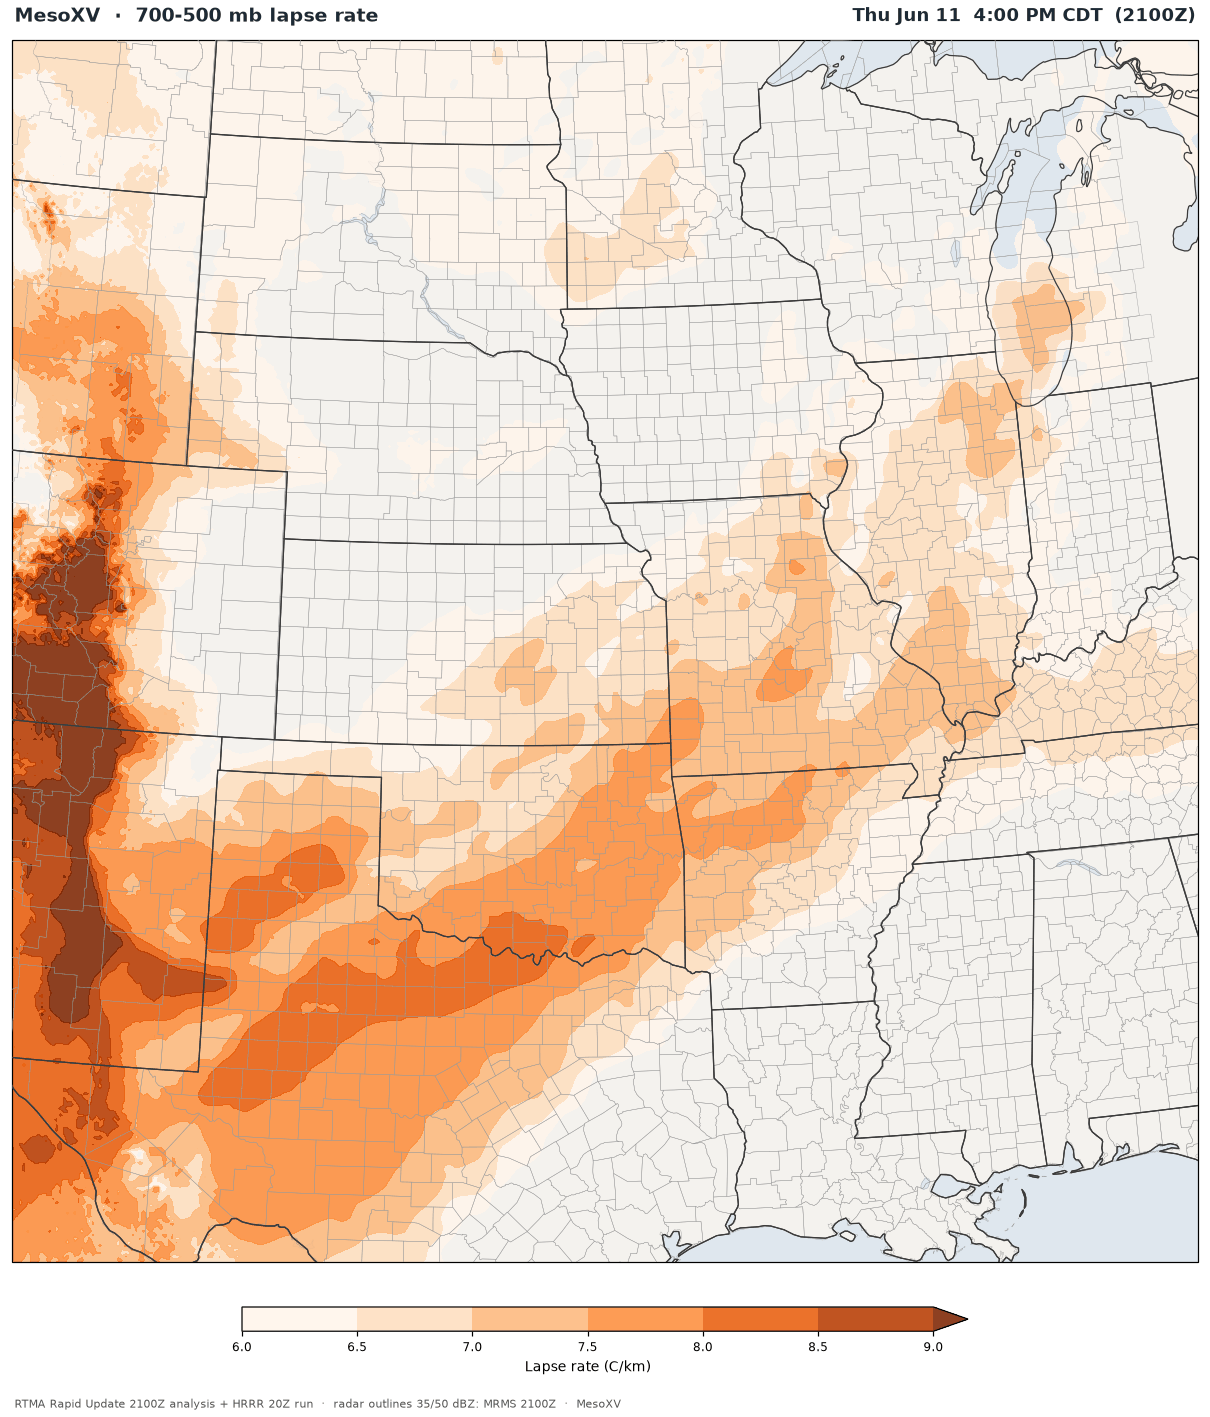 MesoXV · 700-500 mb lapse rate
Thu Jun 11 4:00 PM CDT (2100Z)
6.0 6.5 7.0 7.5 8.0 8.5 9.0
Lapse rate (C/km)
RTMA Rapid Update 2100Z analysis + HRRR 20Z run · radar outlines 35/50 dBZ: MRMS 2100Z · MesoXV